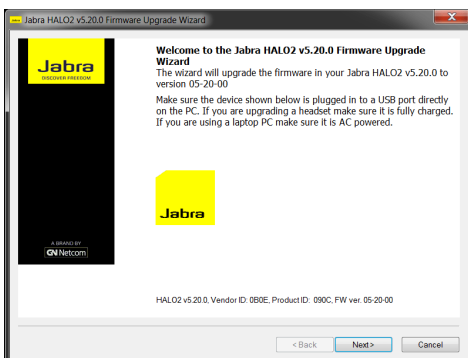 Jabra HALO2 v5.20.0 Firmware Upgrade Wizard
Jabra
DISCOVER FREEDOM
Welcome to the Jabra HALO2 v5.20.0 Firmware Upgrade
Wizard
The wizard will upgrade the firmware in your Jabra HALO2 v5.20.0 to
version 05-20-00
Make sure the device shown below is plugged in to a USB port directly
on the PC. If you are upgrading a headset make sure it is fully charged.
If you are using a laptop PC make sure it is AC powered.
Jabra
A BRAND BY
GN Netcom
HALO2 v5.20.0, Vendor ID: 0B0E, Product ID: 090C, FW ver. 05-20-00
< Back
Next >
Cancel